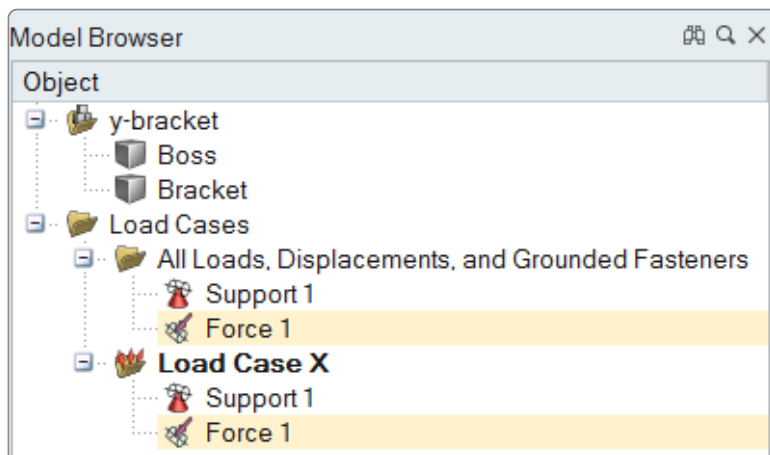 Model Browser
Object
y-bracket
Boss
Bracket
Load Cases
All Loads, Displacements, and Grounded Fasteners
Support 1
Force 1
Load Case X
Support 1
Force 1